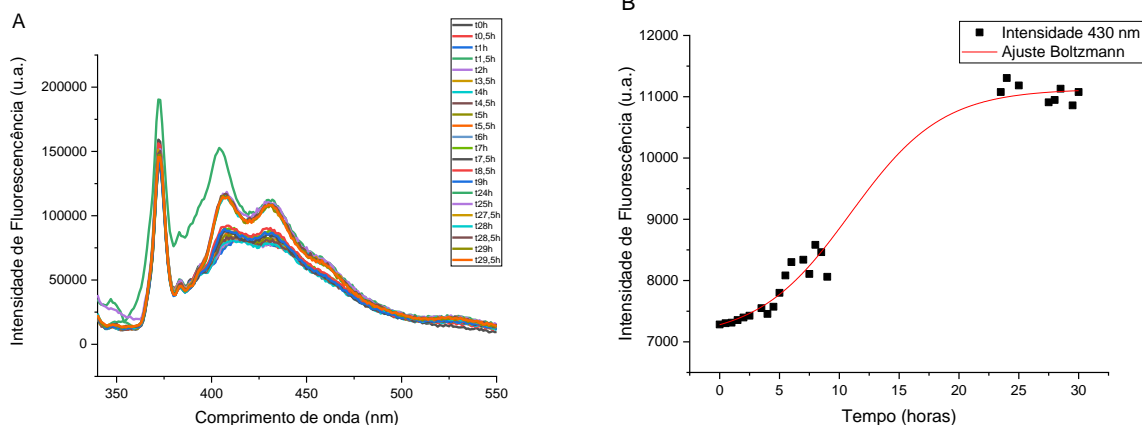 A
t0h
t0,5h
t1h
t1,5h
t2h
t3,5h
t4h
t4,5h
t5h
t5,5h
t6h
t7h
t7,5h
t8,5h
t9h
t24h
t25h
t27,5h
t28h
t28,5h
t29h
t29,5h
Intensidade de Fluorescência (u.a.)
200000
150000
100000
50000
0
350
400
450
500
550
Comprimento de onda (nm)
B
Intensidade 430 nm
Ajuste Boltzmann
Intensidade de Fluorescência (u.a.)
12000
11000
10000
9000
8000
7000
0
5
10
15
20
25
30
Tempo (horas)